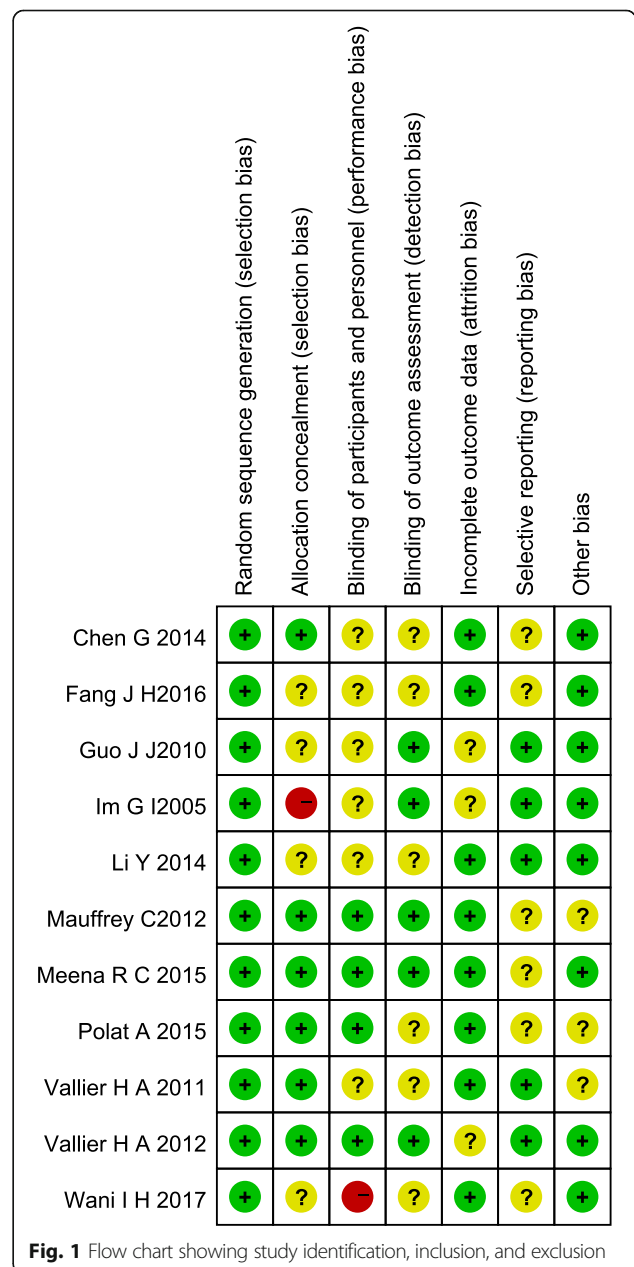 Random sequence generation (selection bias)
Allocation concealment (selection bias)
Blinding of participants and personnel (performance bias)
Blinding of outcome assessment (detection bias)
Incomplete outcome data (attrition bias)
Selective reporting (reporting bias)
Other bias
Chen G 2014 + + ? ? + ? +
Fang J H2016 + ? ? ? + ? +
Guo J J2010 + ? ? + ? + +
Im G I2005 + – ? + ? + +
Li Y 2014 + ? ? ? + + +
Mauffrey C2012 + + + + + ? ?
Meena R C 2015 + + + + + ? +
Polat A 2015 + + + ? + ? ?
Vallier H A 2011 + + ? ? + + ?
Vallier H A 2012 + + + + ? + +
Wani I H 2017 + ? – ? + ? +
Fig. 1 Flow chart showing study identification, inclusion, and exclusion